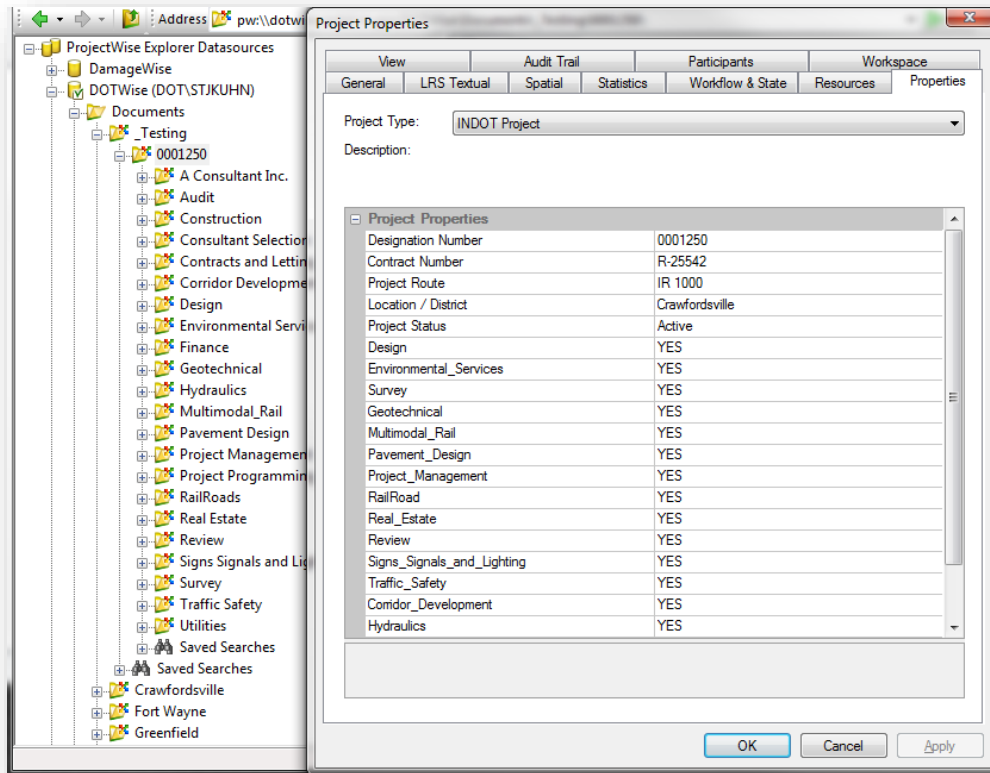 Address pw:\\dotwi
ProjectWise Explorer Datasources
DamageWise
DOTWise (DOT\STJKUHN)
Documents
_Testing
0001250
A Consultant Inc.
Audit
Construction
Consultant Selection
Contracts and Lettin
Corridor Developme
Design
Environmental Servi
Finance
Geotechnical
Hydraulics
Multimodal_Rail
Pavement Design
Project Managemen
Project Programmin
RailRoads
Real Estate
Review
Signs Signals and Lig
Survey
Traffic Safety
Utilities
Saved Searches
Saved Searches
Crawfordsville
Fort Wayne
Greenfield
Project Properties
View Audit Trail Participants Workspace
General LRS Textual Spatial Statistics Workflow & State Resources Properties
Project Type: INDOT Project
Description:
Project Properties
Designation Number 0001250
Contract Number R-25542
Project Route IR 1000
Location / District Crawfordsville
Project Status Active
Design YES
Environmental_Services YES
Survey YES
Geotechnical YES
Multimodal_Rail YES
Pavement_Design YES
Project_Management YES
RailRoad YES
Real_Estate YES
Review YES
Signs_Signals_and_Lighting YES
Traffic_Safety YES
Corridor_Development YES
Hydraulics YES
OK Cancel Apply